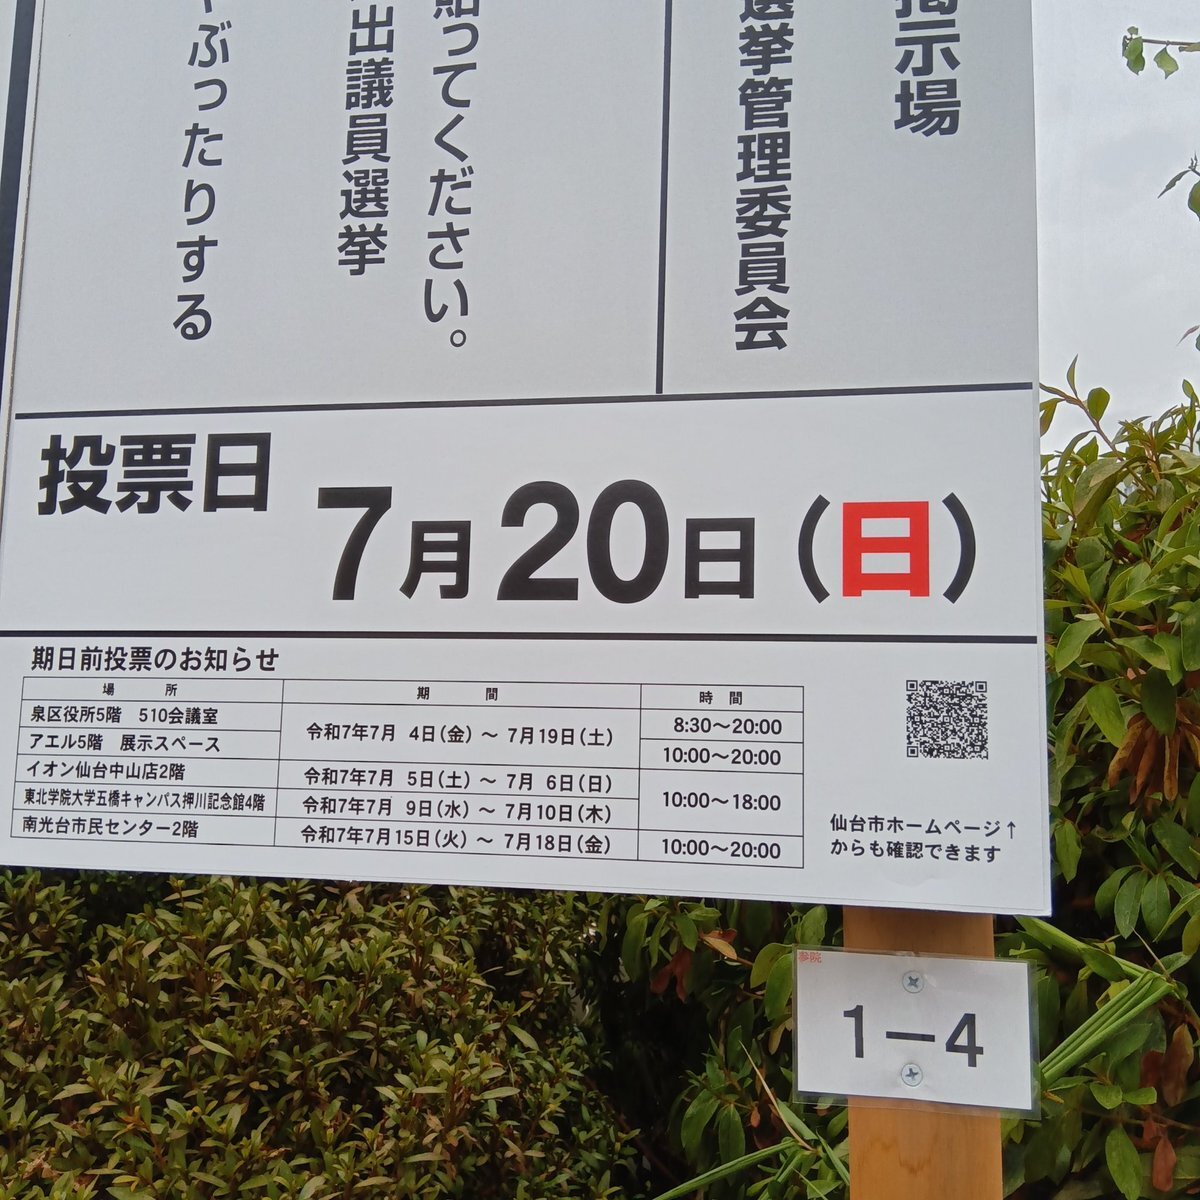 掲示場
選挙管理委員会
貼ってください。
出議員選挙
やぶったりする
投票日
7月20日(日)
期日前投票のお知らせ
場所 期間 時間
泉区役所5階 510会議室 令和7年7月 4日(金)～7月19日(土) 8:30～20:00
アエル5階 展示スペース 10:00～20:00
イオン仙台中山店2階 令和7年7月 5日(土)～7月 6日(日) 10:00～18:00
東北学院大学五橋キャンパス押川記念館4階 令和7年7月 9日(水)～7月10日(木)
南光台市民センター2階 令和7年7月15日(火)～7月18日(金) 10:00～20:00
仙台市ホームページ↑
からも確認できます
参院
1－4